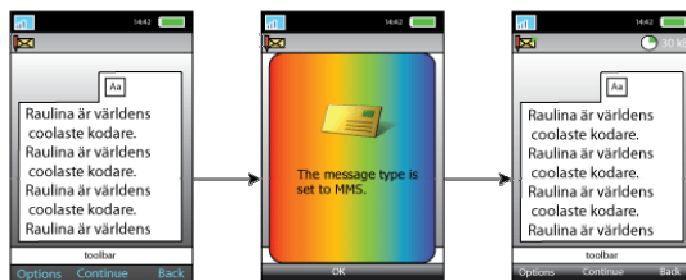 14:42
Aa
Raulina är världens
coolaste kodare.
Raulina är världens
coolaste kodare.
Raulina är världens
coolaste kodare.
Raulina är världens
toolbar
Options Continue Back
14:42
The message type is
set to MMS.
OK
14:42
30 kB
Aa
Raulina är världens
coolaste kodare.
Raulina är världens
coolaste kodare.
Raulina är världens
coolaste kodare.
Raulina är världens
toolbar
Options Continue Back